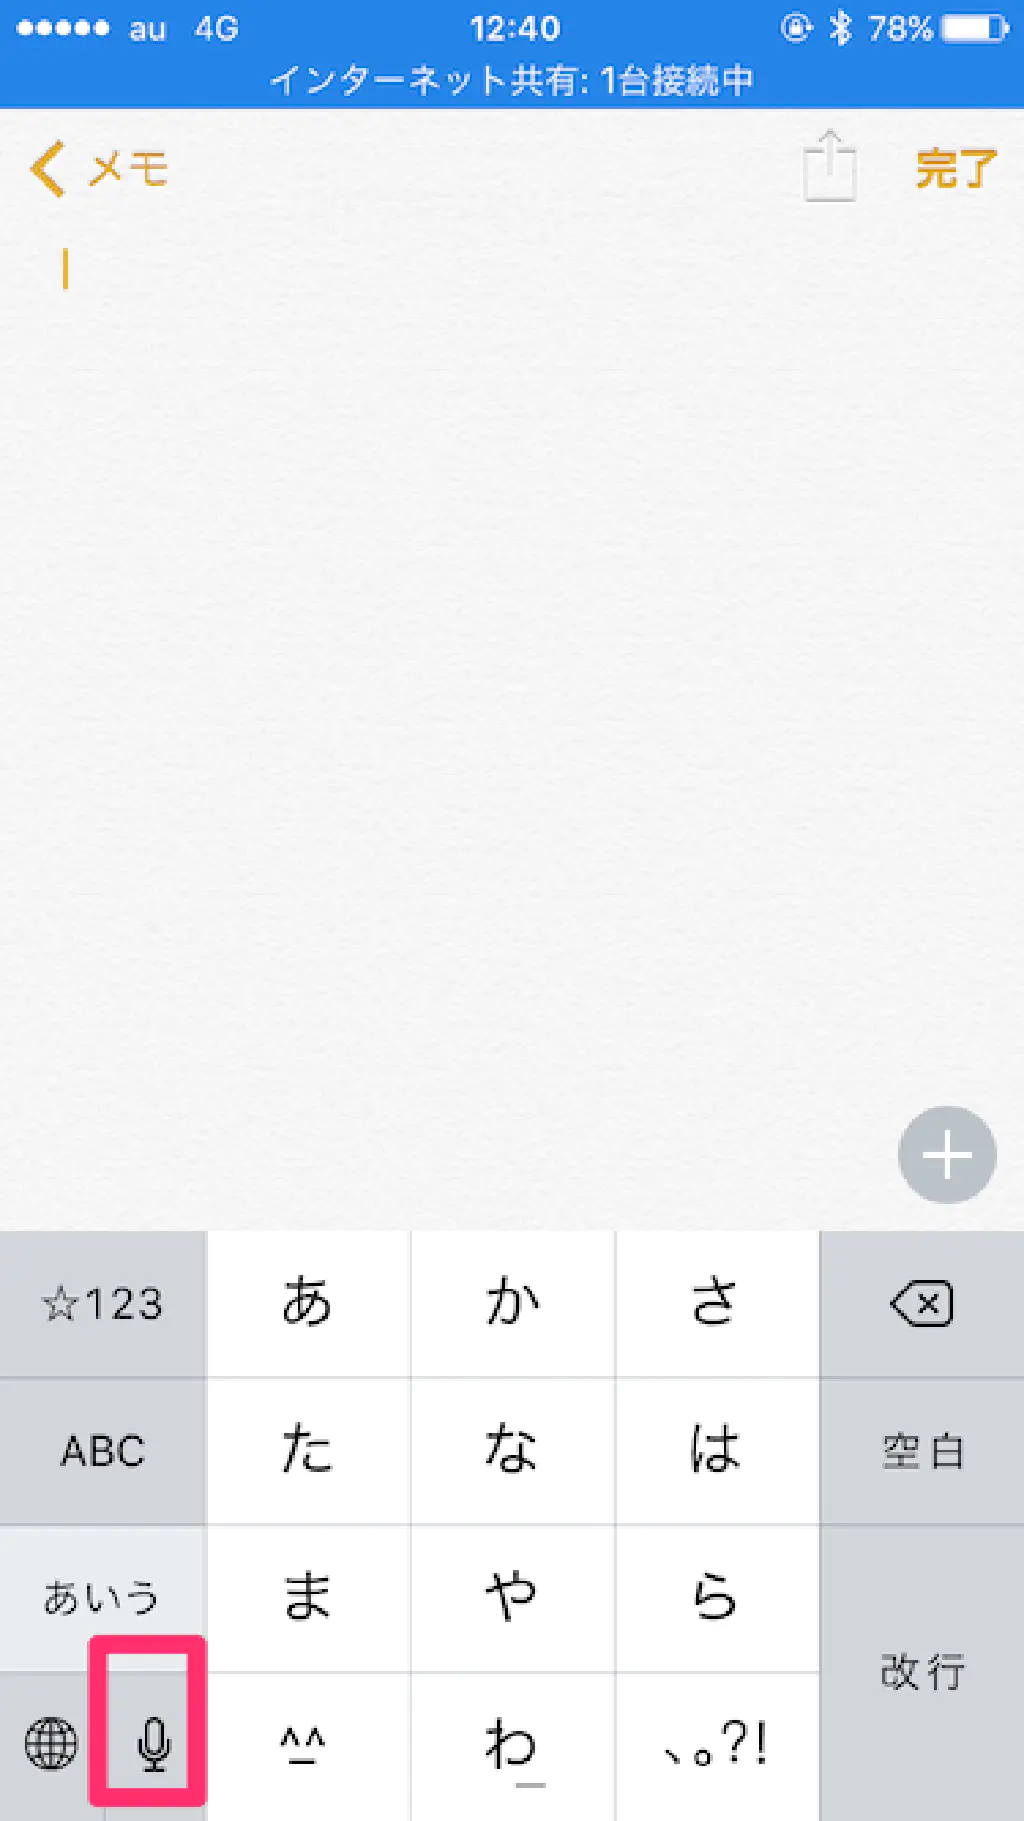 au 4G 12:40 78%
インターネット共有: 1台接続中
メモ 完了
☆123 あ か さ
ABC た な は 空白
あいう ま や ら
改行
^_^ わ_ 、。?!